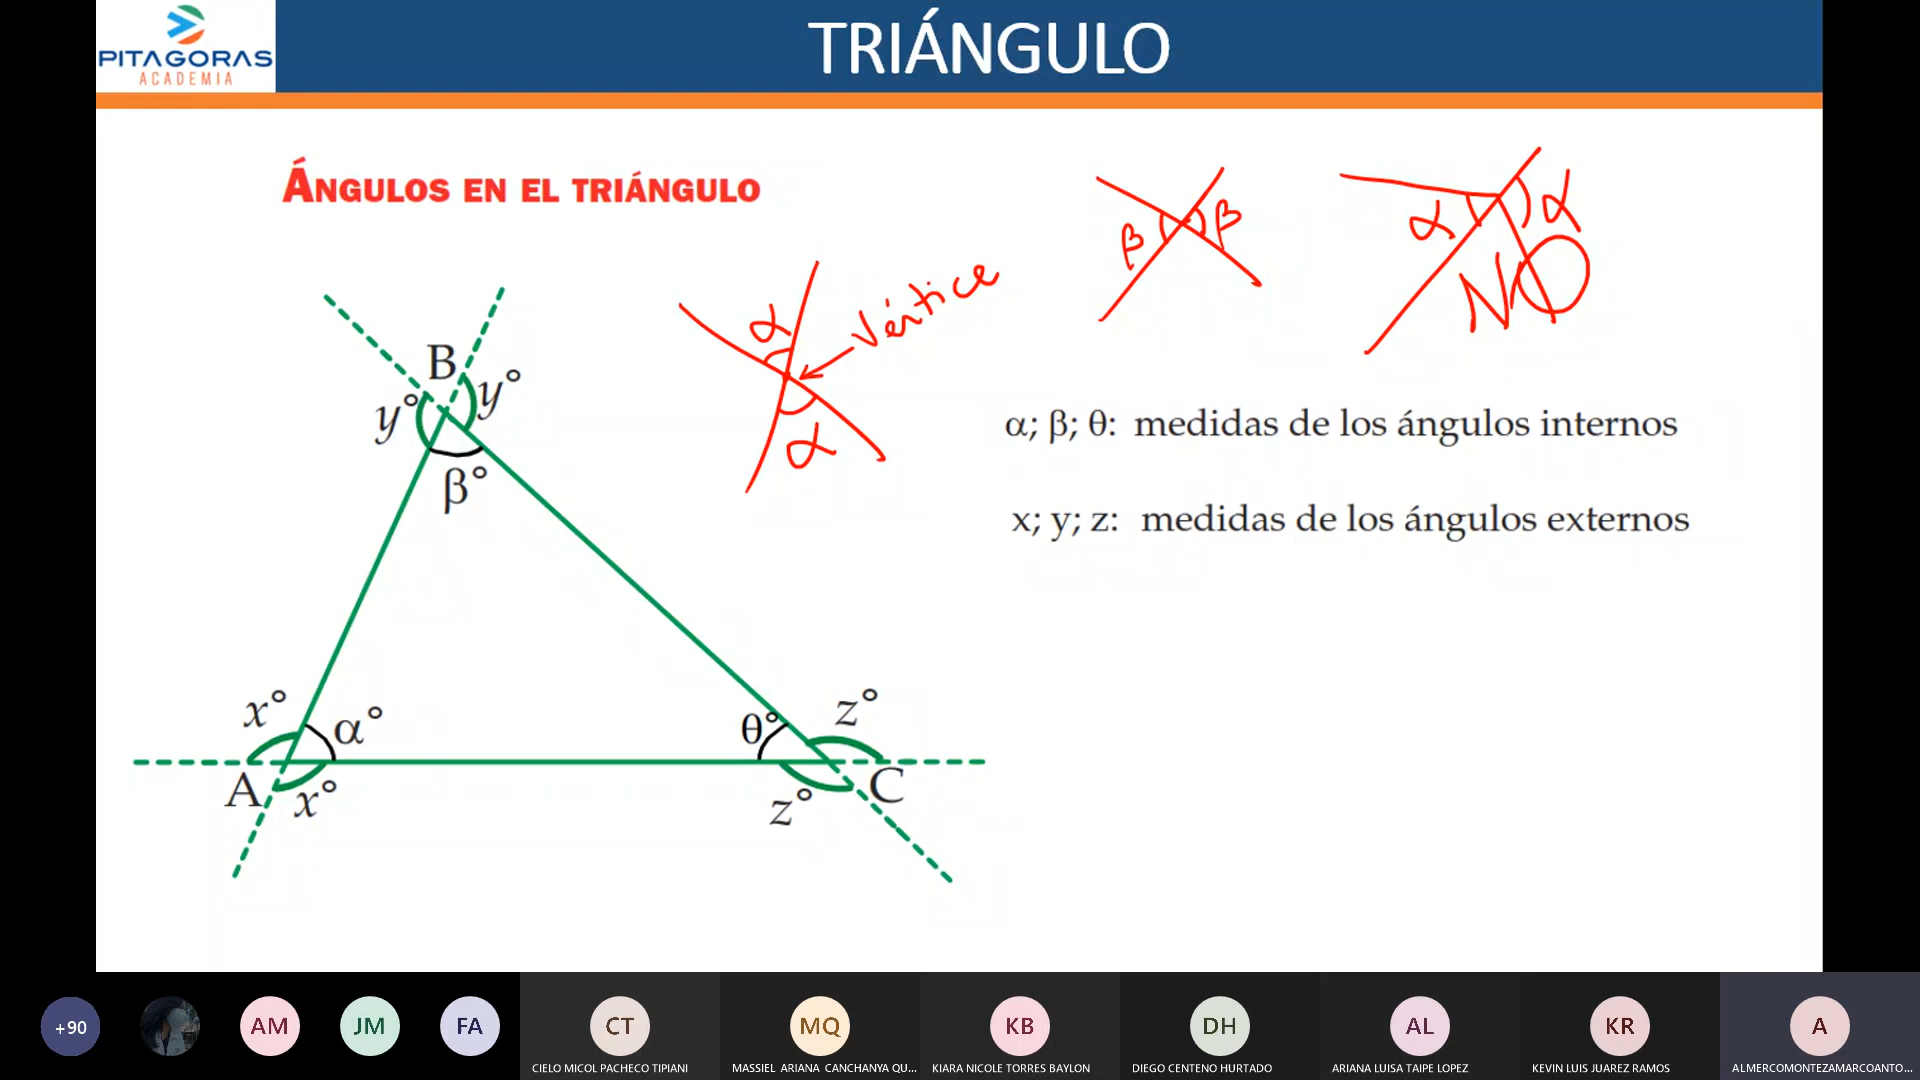 PITAGORAS
ACADEMIA
TRIÁNGULO
ÁNGULOS EN EL TRIÁNGULO
β β
α α
NO
α
Vértice
α
B
y° y°
β°
α; β; θ: medidas de los ángulos internos
x; y; z: medidas de los ángulos externos
x° α° θ° z°
A x° z° C
+90
AM
JM
FA
CT
MQ
KB
DH
AL
KR
A
CIELO MICOL PACHECO TIPIANI
MASSIEL ARIANA CANCHANYA QU...
KIARA NICOLE TORRES BAYLON
DIEGO CENTENO HURTADO
ARIANA LUISA TAIPE LOPEZ
KEVIN LUIS JUAREZ RAMOS
ALMERCOMONTEZAMARCOANTO...